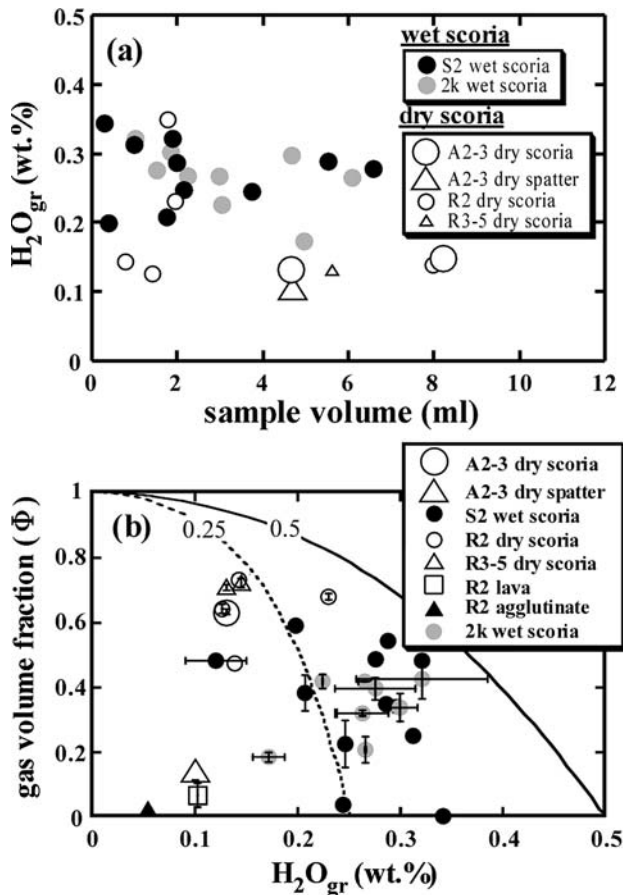 (a)
wet scoria
S2 wet scoria
2k wet scoria
dry scoria
A2-3 dry scoria
A2-3 dry spatter
R2 dry scoria
R3-5 dry scoria
0.5
0.4
0.3
0.2
0.1
0
H2Ogr (wt.%)
0 2 4 6 8 10 12
sample volume (ml)
A2-3 dry scoria
A2-3 dry spatter
S2 wet scoria
R2 dry scoria
R3-5 dry scoria
R2 lava
R2 agglutinate
2k wet scoria
(b)
0.25
0.5
1
0.8
0.6
0.4
0.2
0
gas volume fraction (Φ)
0 0.1 0.2 0.3 0.4 0.5
H2Ogr (wt.%)